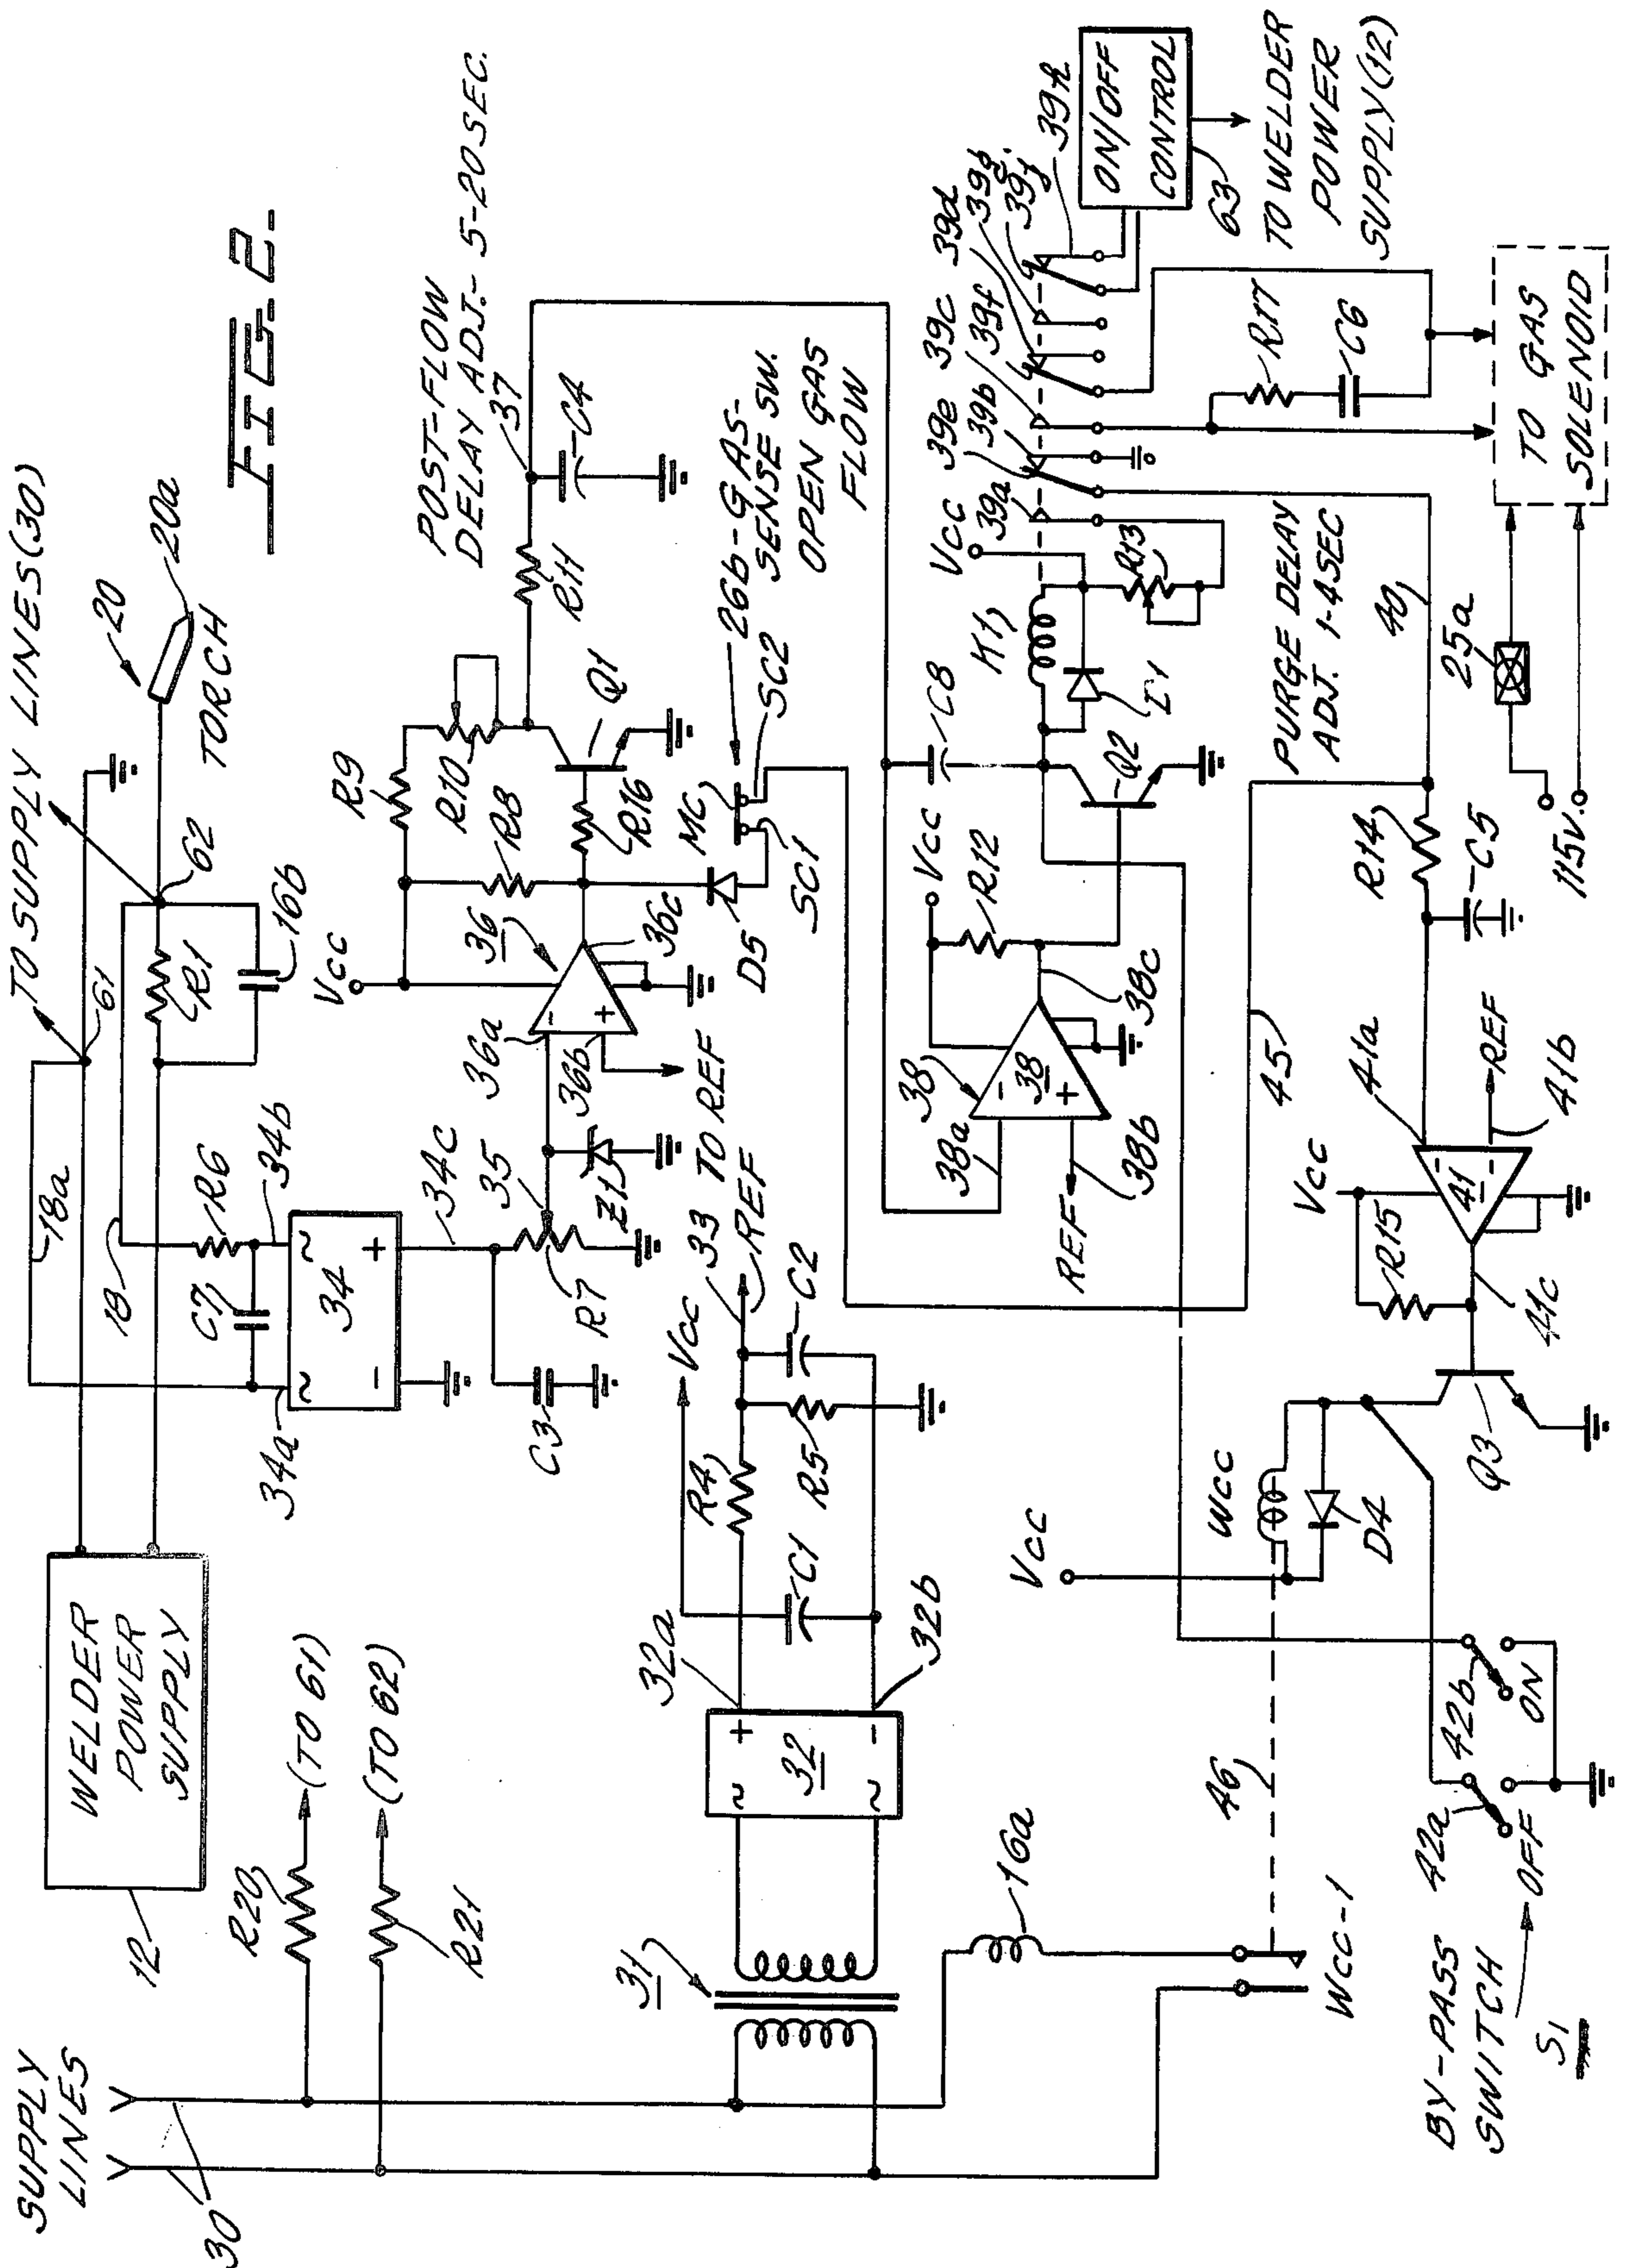 FIG. 2.
SUPPLY
LINES
30
WELDER
POWER
SUPPLY
12
R20
(TO 61)
R21
(TO 62)
TO SUPPLY LINES (30)
61
62
18a
18
R1
16b
20
20a
TORCH
R6
34b
C7
34
~
~
-
+
34a
34c
35
C3
R7
Z1
Vcc
36
36a
36b
36c
-
+
TO REF
R9
R10
R8
R16
Q1
R11
37
C4
POST-FLOW
DELAY ADJ.- 5-20SEC.
D5
MC
SC1
SC2
26b-GAS-
SENSE SW.
OPEN GAS
FLOW
31
32
~
~
+
-
32a
32b
C1
R4
R5
C2
Vcc
33
REF
38
38
38a
38b
38c
-
+
REF
Vcc
R12
C8
Q2
K1
D1
Vcc
R13
39a
39e
39b
39f
39c
39d
39g
39j
39h
ON/OFF
CONTROL
63
TO WELDER
POWER
SUPPLY (12)
R17
C6
TO GAS
SOLENOID
PURGE DELAY
ADJ. 1-4SEC
40
25a
115v.
R14
C5
45
41
41a
41b
41c
-
-
REF
Vcc
R15
Q3
Wcc
D4
Vcc
46
16a
Wcc-1
BY-PASS
SWITCH
S1
42a
OFF
42b
ON